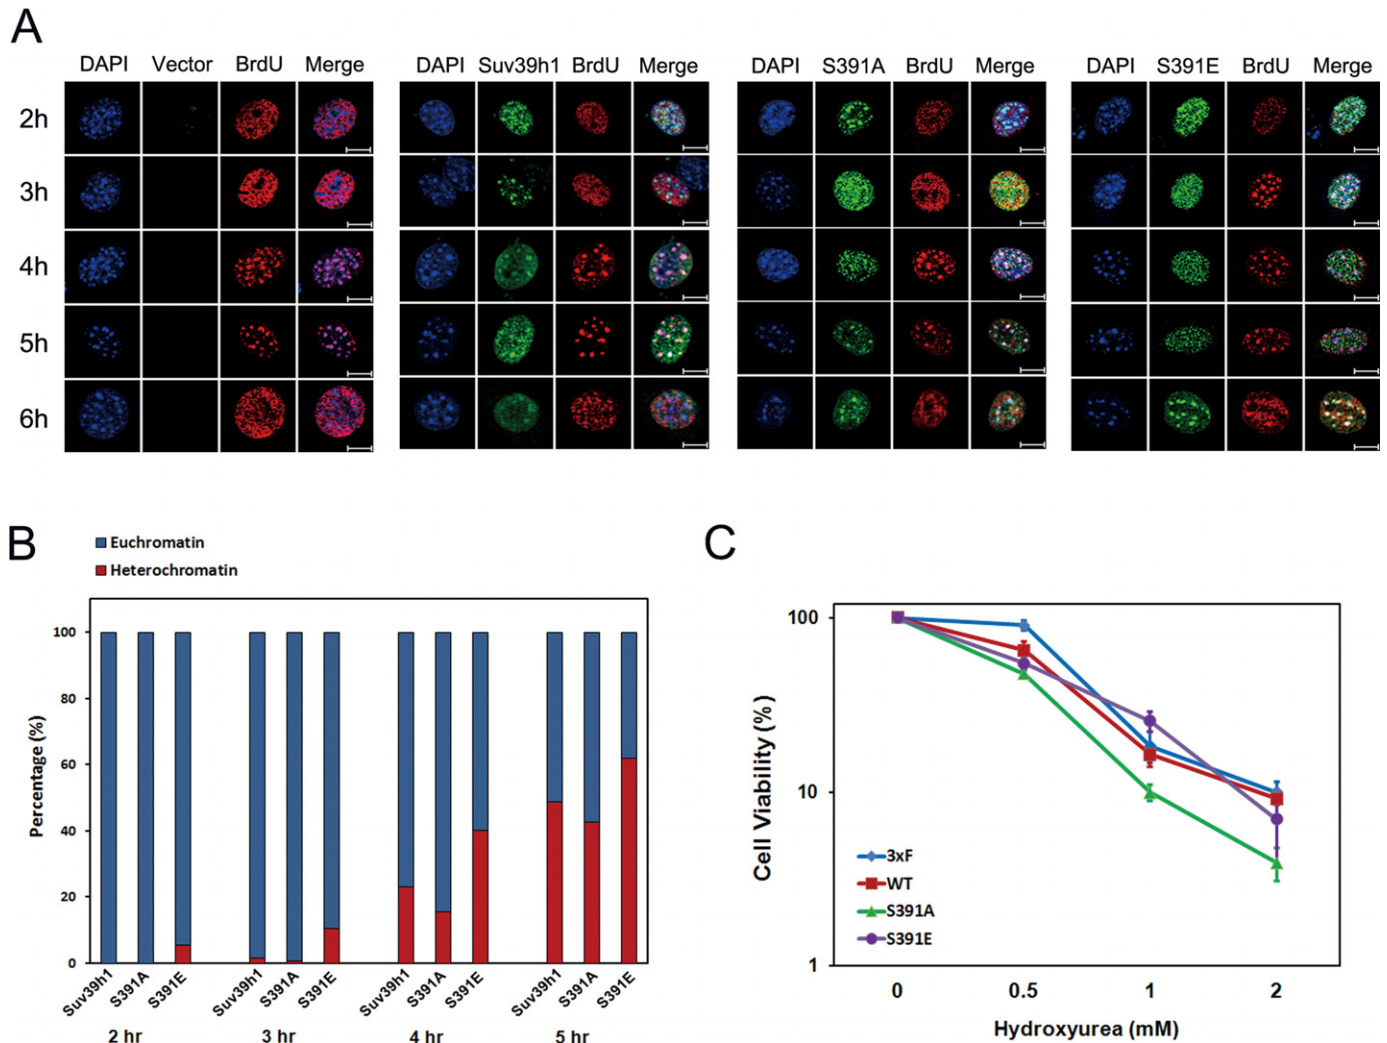 A
DAPI Vector BrdU Merge
DAPI Suv39h1 BrdU Merge
DAPI S391A BrdU Merge
DAPI S391E BrdU Merge
2h
3h
4h
5h
6h
B
Euchromatin
Heterochromatin
Percentage (%)
100
80
60
40
20
0
Suv39h1 S391A S391E Suv39h1 S391A S391E Suv39h1 S391A S391E Suv39h1 S391A S391E
2 hr 3 hr 4 hr 5 hr
C
Cell Viability (%)
100
10
1
3xF
WT
S391A
S391E
0 0.5 1 2
Hydroxyurea (mM)